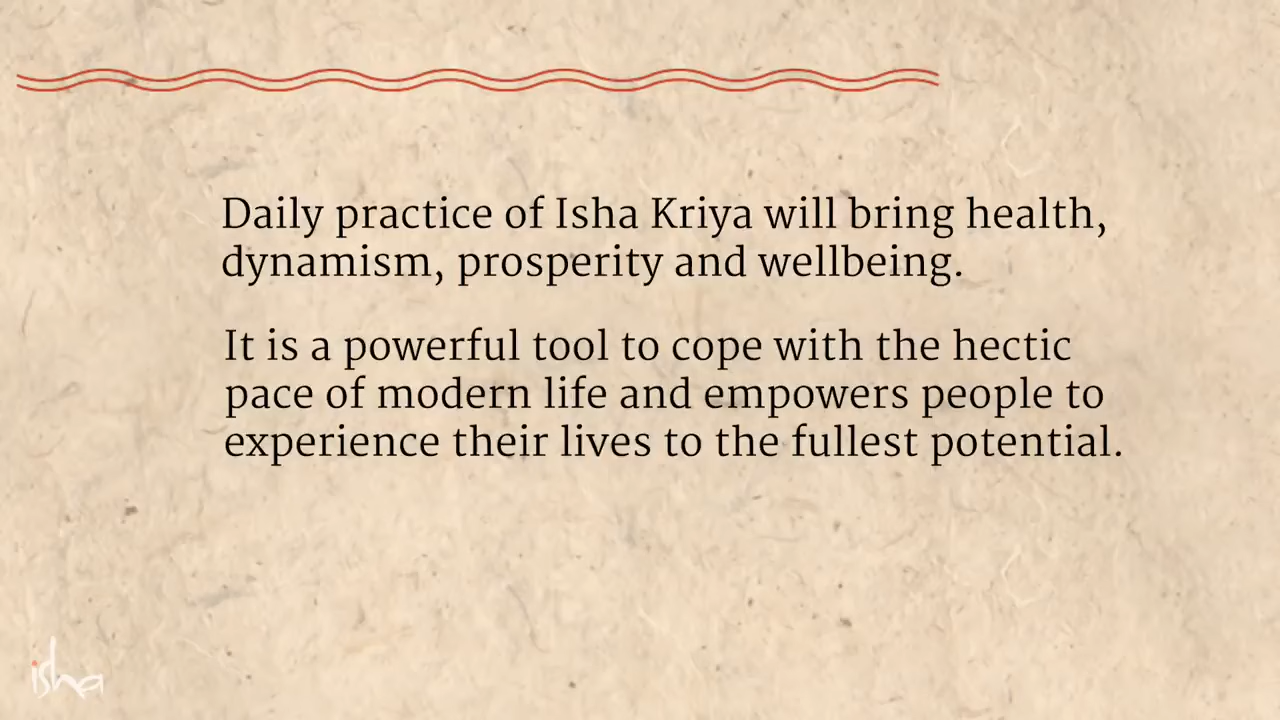 Daily practice of Isha Kriya will bring health,
dynamism, prosperity and wellbeing.
It is a powerful tool to cope with the hectic
pace of modern life and empowers people to
experience their lives to the fullest potential.
isha